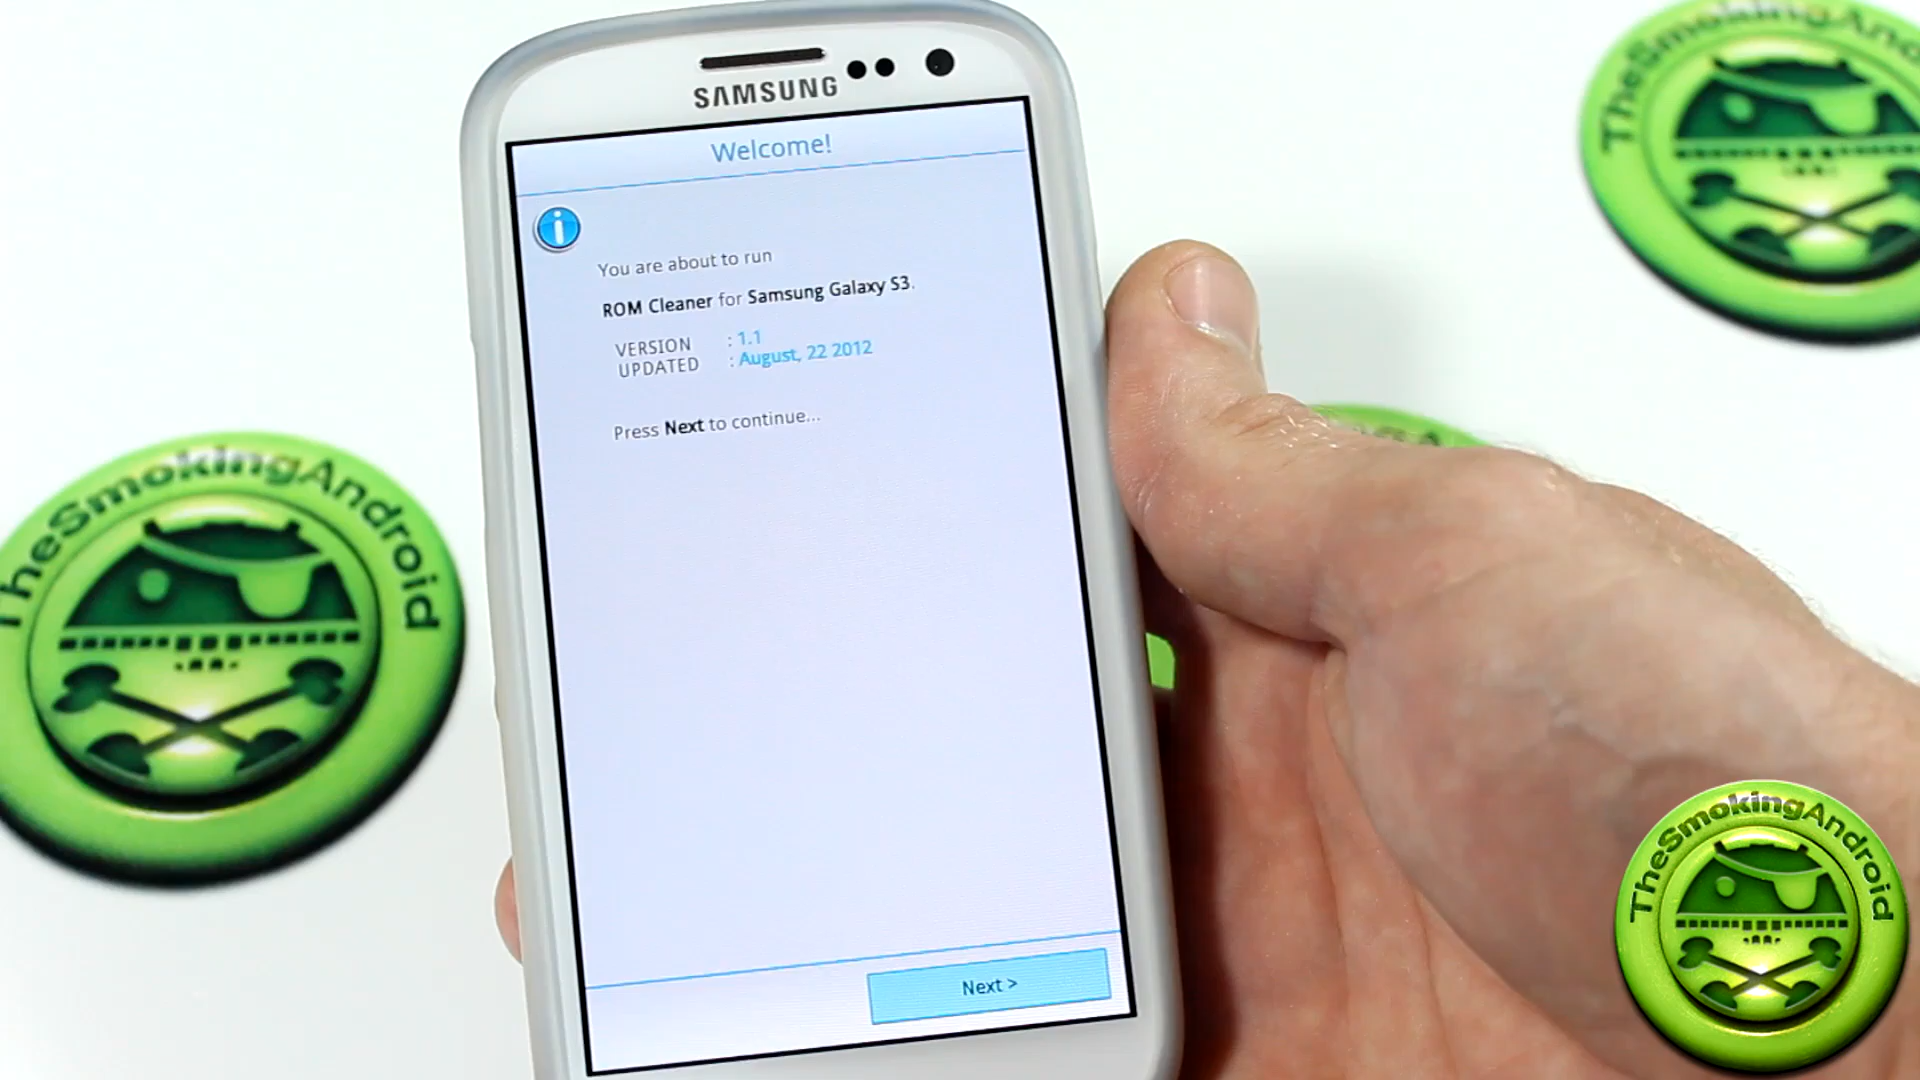 SAMSUNG
Welcome!
You are about to run
ROM Cleaner for Samsung Galaxy S3.
VERSION : 1.1
UPDATED : August, 22 2012
Press Next to continue...
Next >
TheSmokingAndroid
TheSmokingAndroid
TheSmokingAndroid